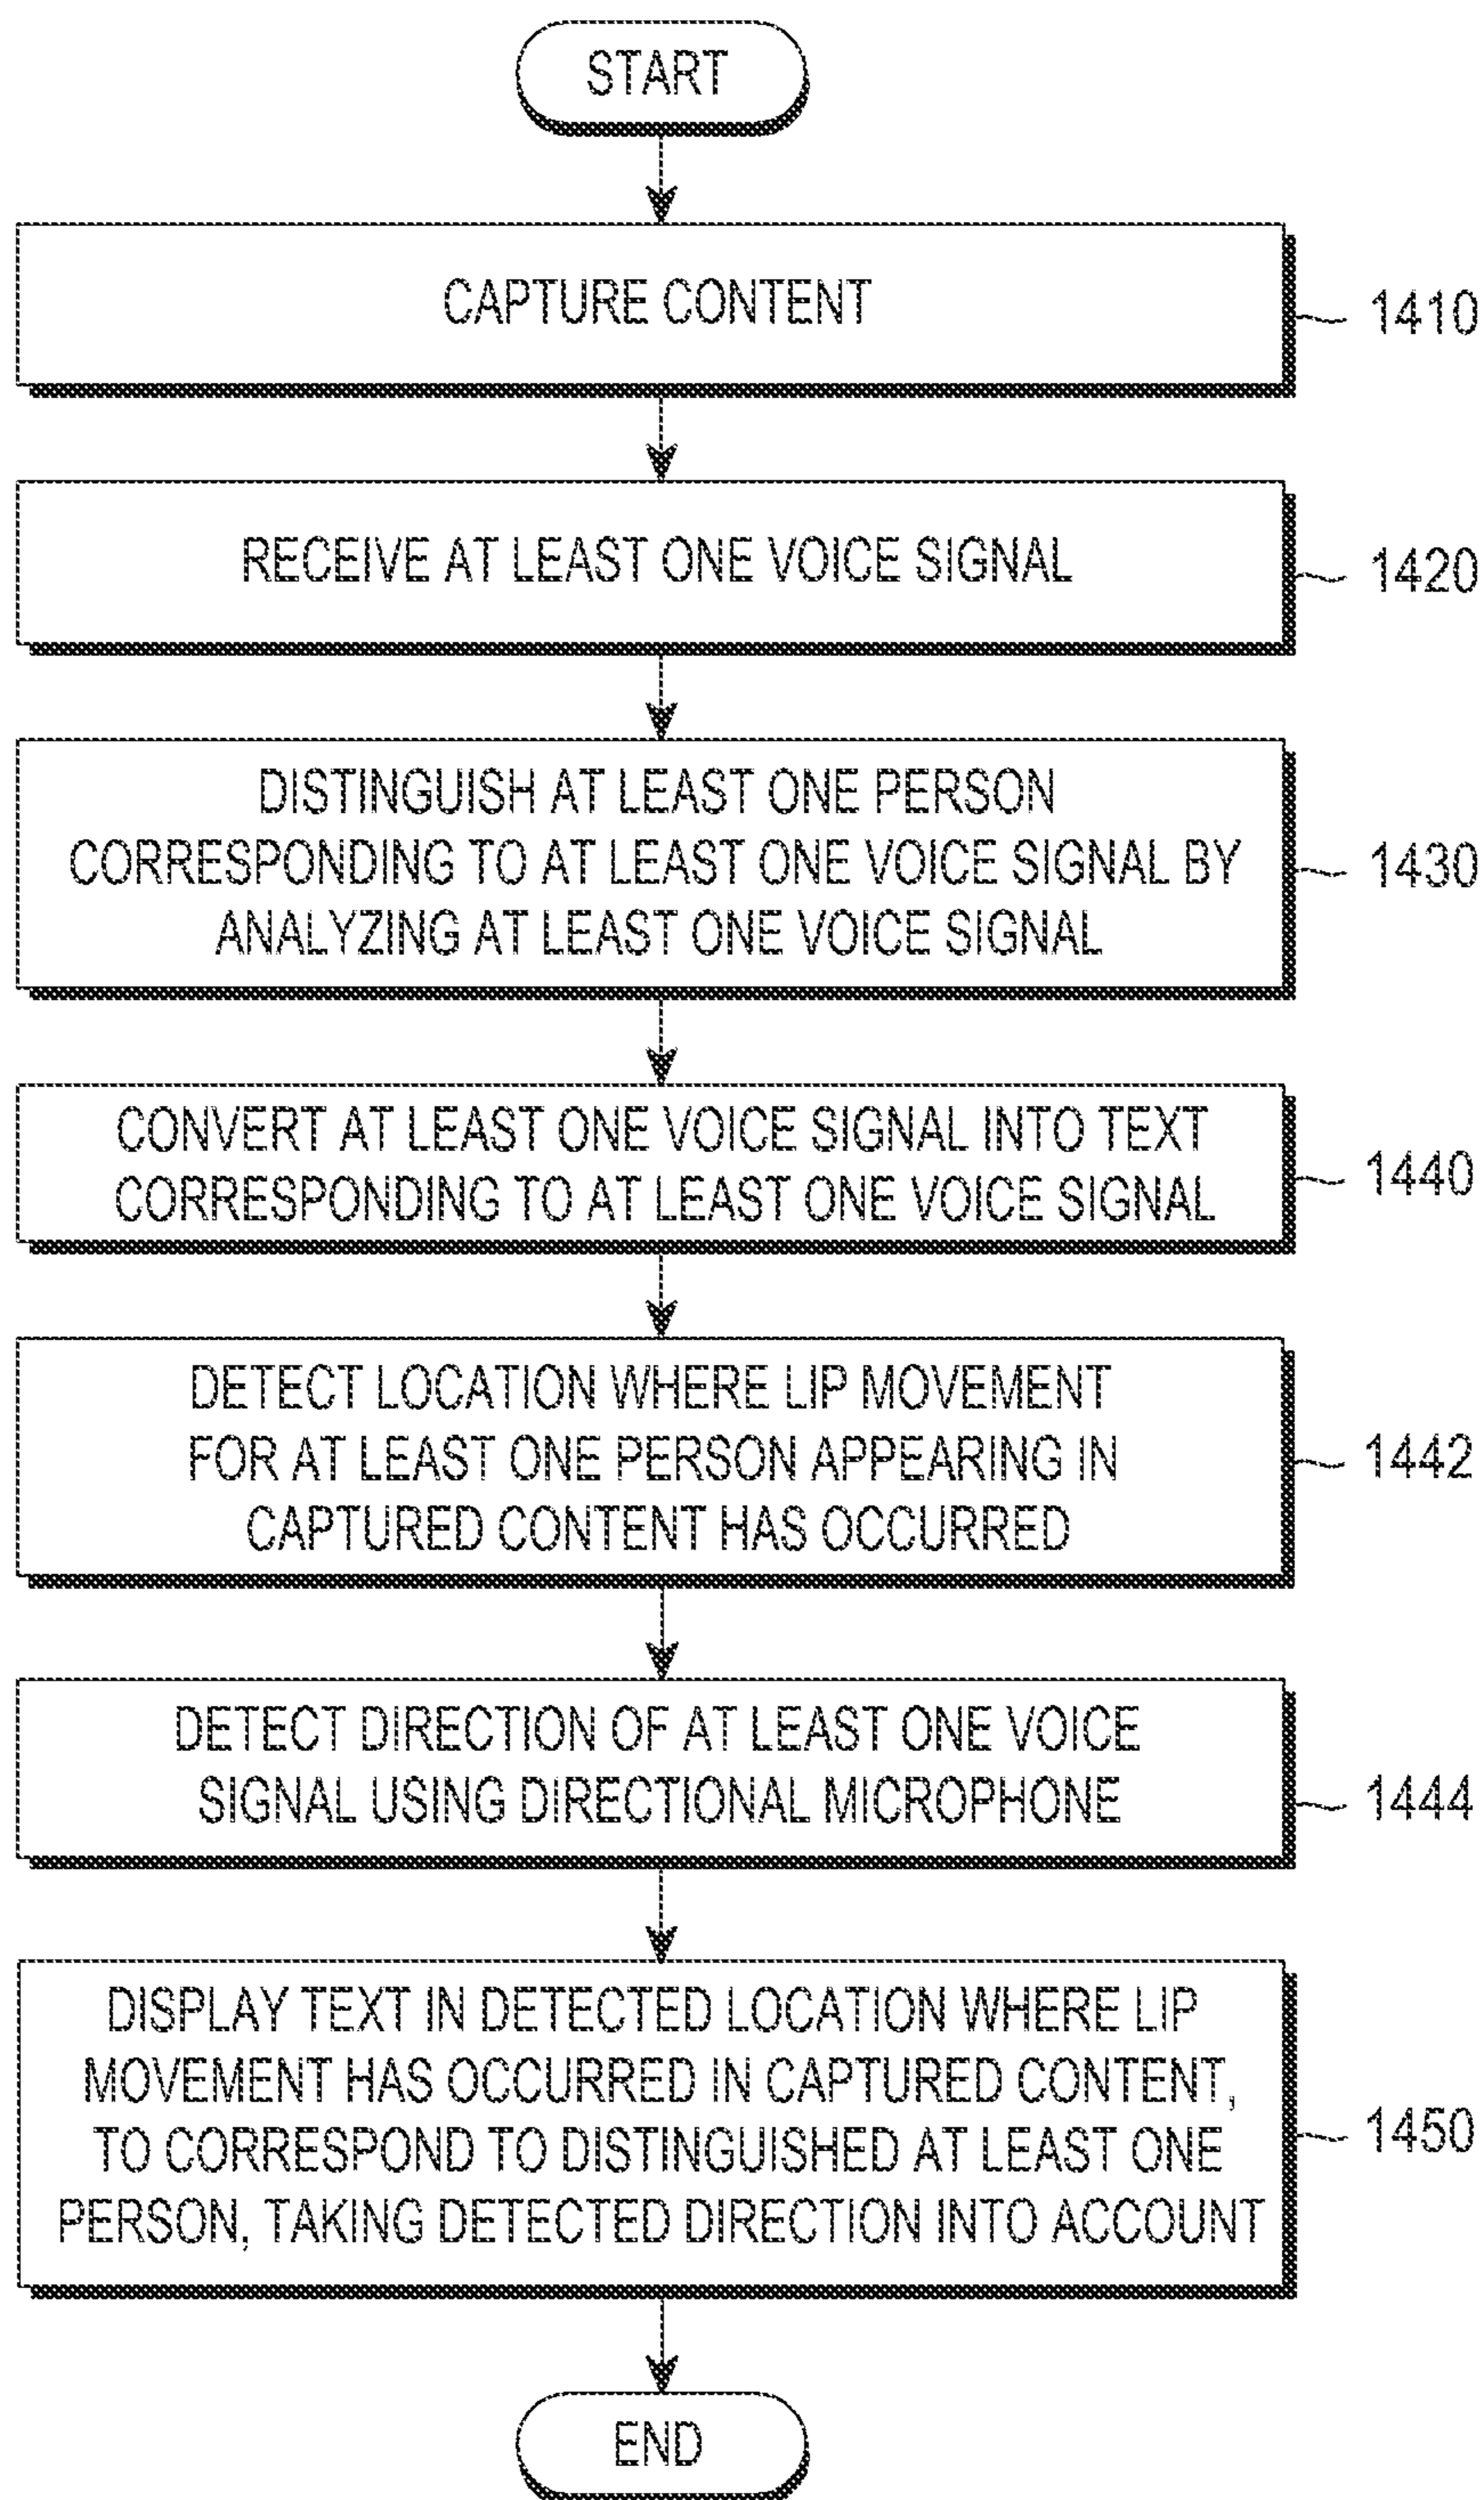 START
CAPTURE CONTENT
1410
RECEIVE AT LEAST ONE VOICE SIGNAL
1420
DISTINGUISH AT LEAST ONE PERSON
CORRESPONDING TO AT LEAST ONE VOICE SIGNAL BY
ANALYZING AT LEAST ONE VOICE SIGNAL
1430
CONVERT AT LEAST ONE VOICE SIGNAL INTO TEXT
CORRESPONDING TO AT LEAST ONE VOICE SIGNAL
1440
DETECT LOCATION WHERE LIP MOVEMENT
FOR AT LEAST ONE PERSON APPEARING IN
CAPTURED CONTENT HAS OCCURRED
1442
DETECT DIRECTION OF AT LEAST ONE VOICE
SIGNAL USING DIRECTIONAL MICROPHONE
1444
DISPLAY TEXT IN DETECTED LOCATION WHERE LIP
MOVEMENT HAS OCCURRED IN CAPTURED CONTENT,
TO CORRESPOND TO DISTINGUISHED AT LEAST ONE
PERSON, TAKING DETECTED DIRECTION INTO ACCOUNT
1450
END